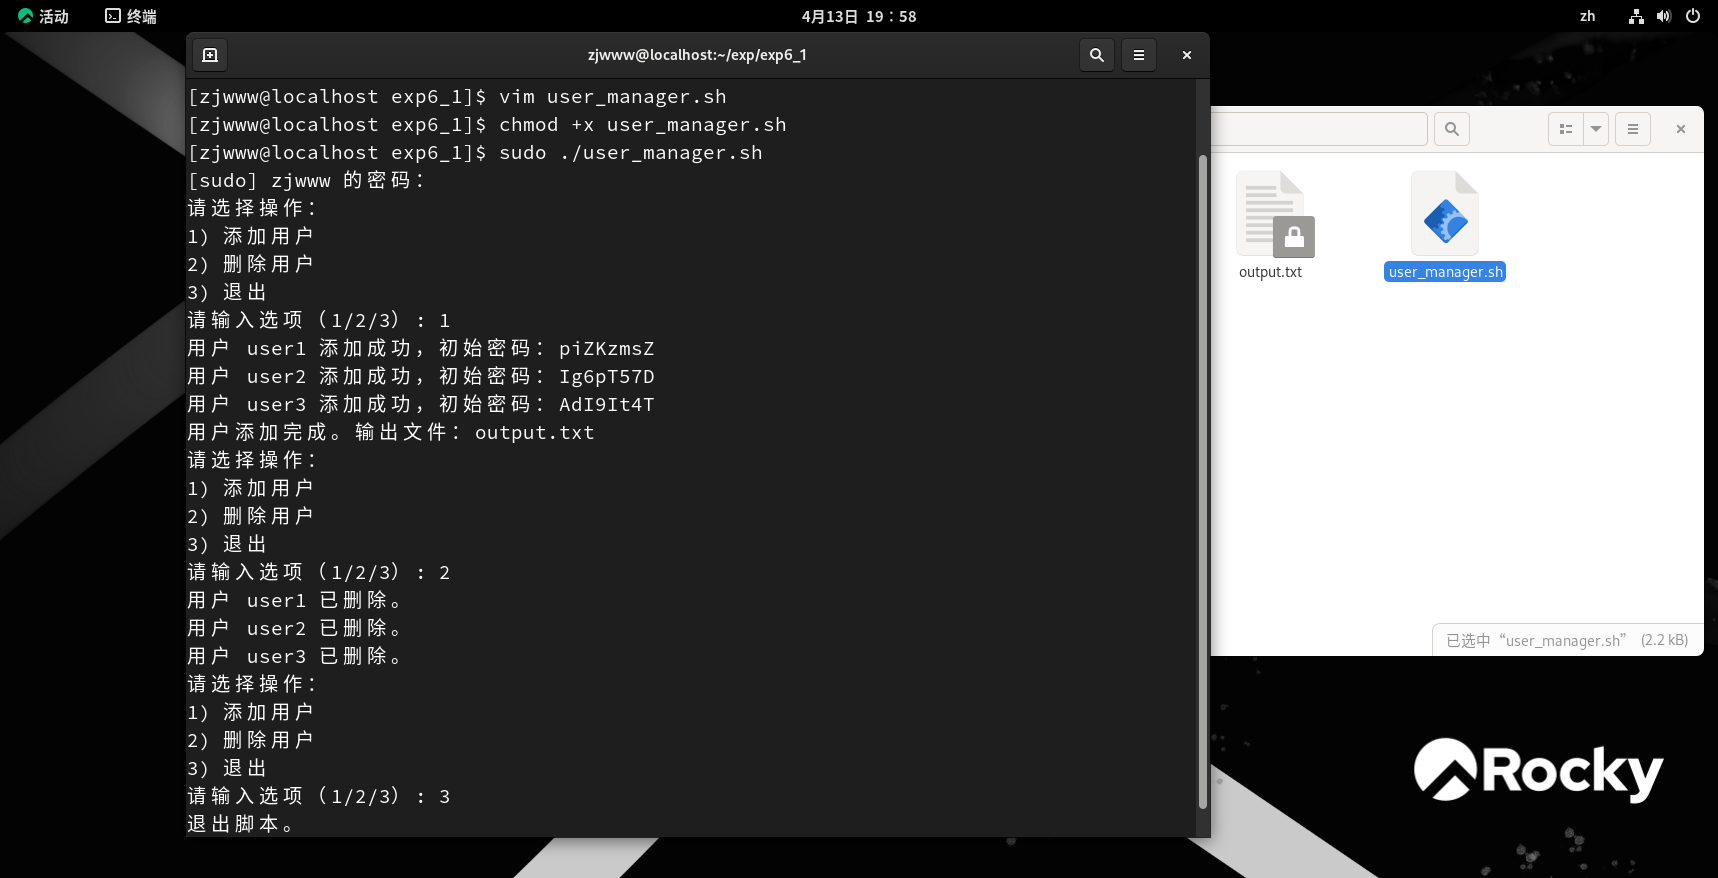 活动
终端
4月13日 19：58
zh
zjwww@localhost:~/exp/exp6_1
[zjwww@localhost exp6_1]$ vim user_manager.sh
[zjwww@localhost exp6_1]$ chmod +x user_manager.sh
[zjwww@localhost exp6_1]$ sudo ./user_manager.sh
[sudo] zjwww 的密码：
请选择操作：
1) 添加用户
2) 删除用户
3) 退出
请输入选项（1/2/3）: 1
用户 user1 添加成功，初始密码：piZKzmsZ
用户 user2 添加成功，初始密码：Ig6pT57D
用户 user3 添加成功，初始密码：AdI9It4T
用户添加完成。输出文件：output.txt
请选择操作：
1) 添加用户
2) 删除用户
3) 退出
请输入选项（1/2/3）: 2
用户 user1 已删除。
用户 user2 已删除。
用户 user3 已删除。
请选择操作：
1) 添加用户
2) 删除用户
3) 退出
请输入选项（1/2/3）: 3
退出脚本。
output.txt
user_manager.sh
已选中“user_manager.sh” (2.2 kB)
Rocky